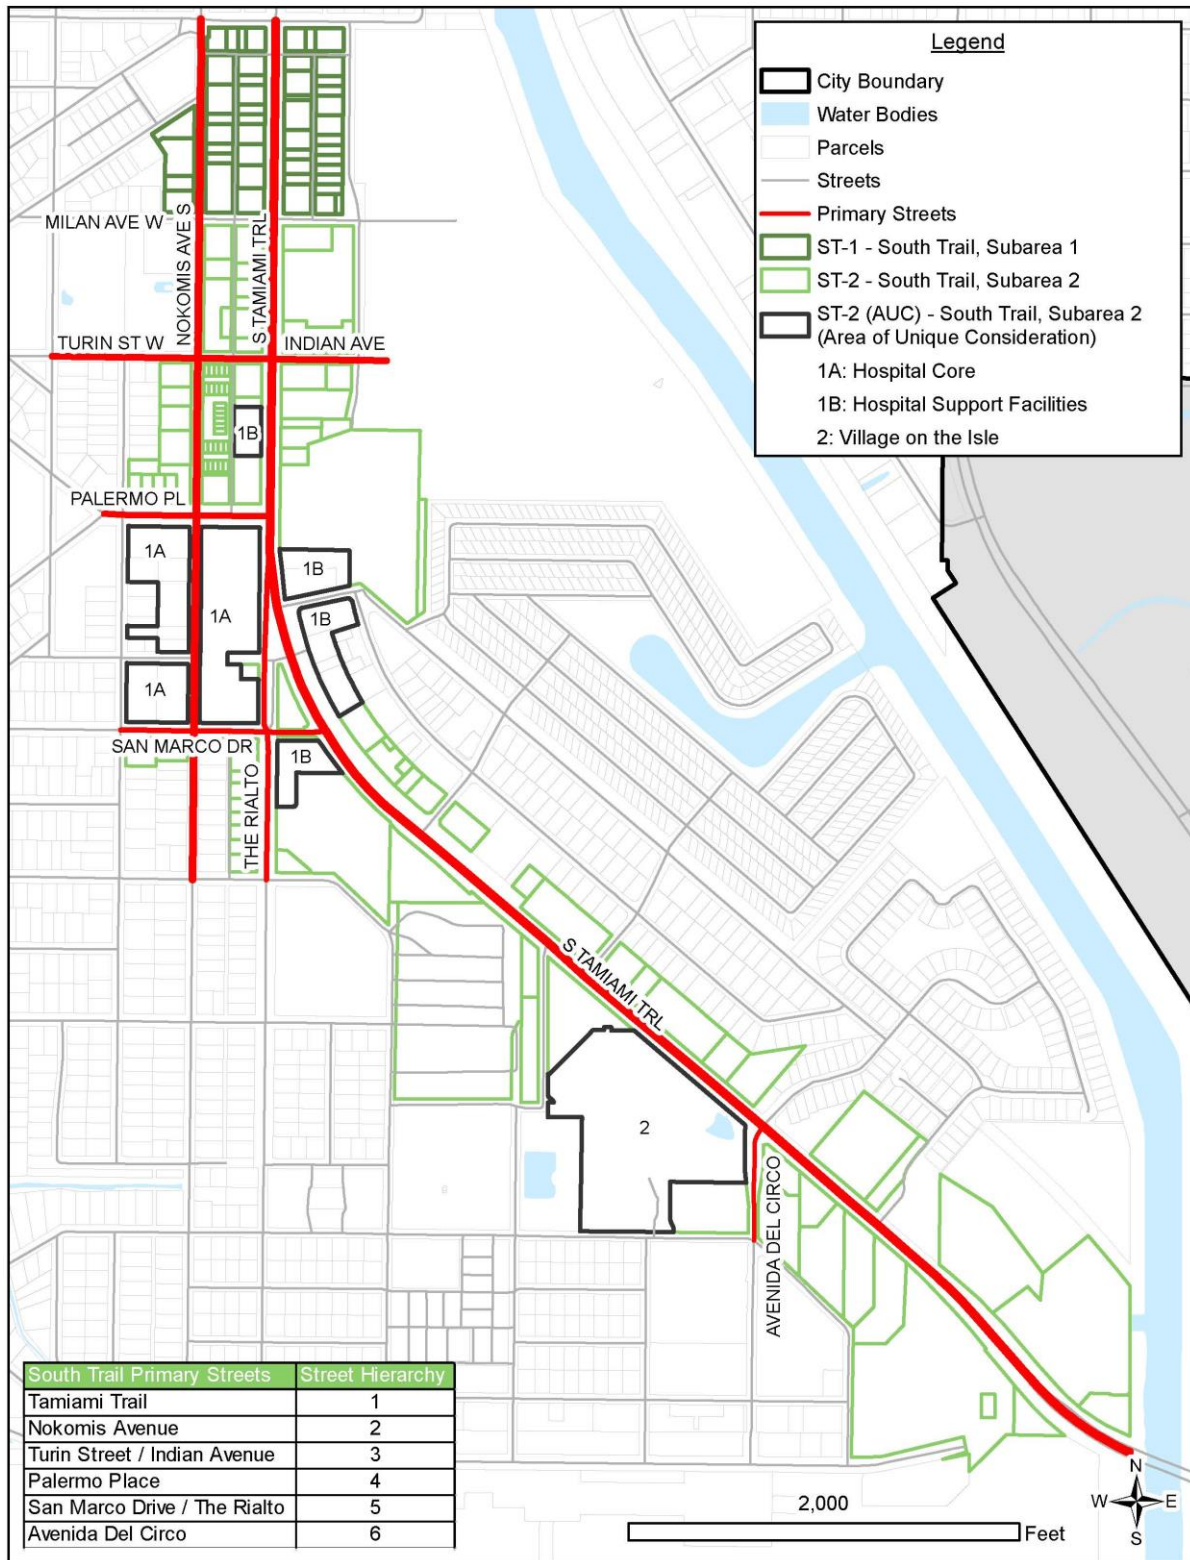 Legend
City Boundary
Water Bodies
Parcels
Streets
Primary Streets
ST-1 - South Trail, Subarea 1
ST-2 - South Trail, Subarea 2
ST-2 (AUC) - South Trail, Subarea 2
(Area of Unique Consideration)
1A: Hospital Core
1B: Hospital Support Facilities
2: Village on the Isle
MILAN AVE W
NOKOMIS AVE S
S TAMIAMI TRL
TURIN ST W
INDIAN AVE
1B
PALERMO PL
1A
1A
1B
1B
1A
SAN MARCO DR
THE RIALTO
1B
S TAMIAMI TRL
2
AVENIDA DEL CIRCO
South Trail Primary Streets Street Hierarchy
Tamiami Trail 1
Nokomis Avenue 2
Turin Street / Indian Avenue 3
Palermo Place 4
San Marco Drive / The Rialto 5
Avenida Del Circo 6
2,000
Feet
N
W E
S